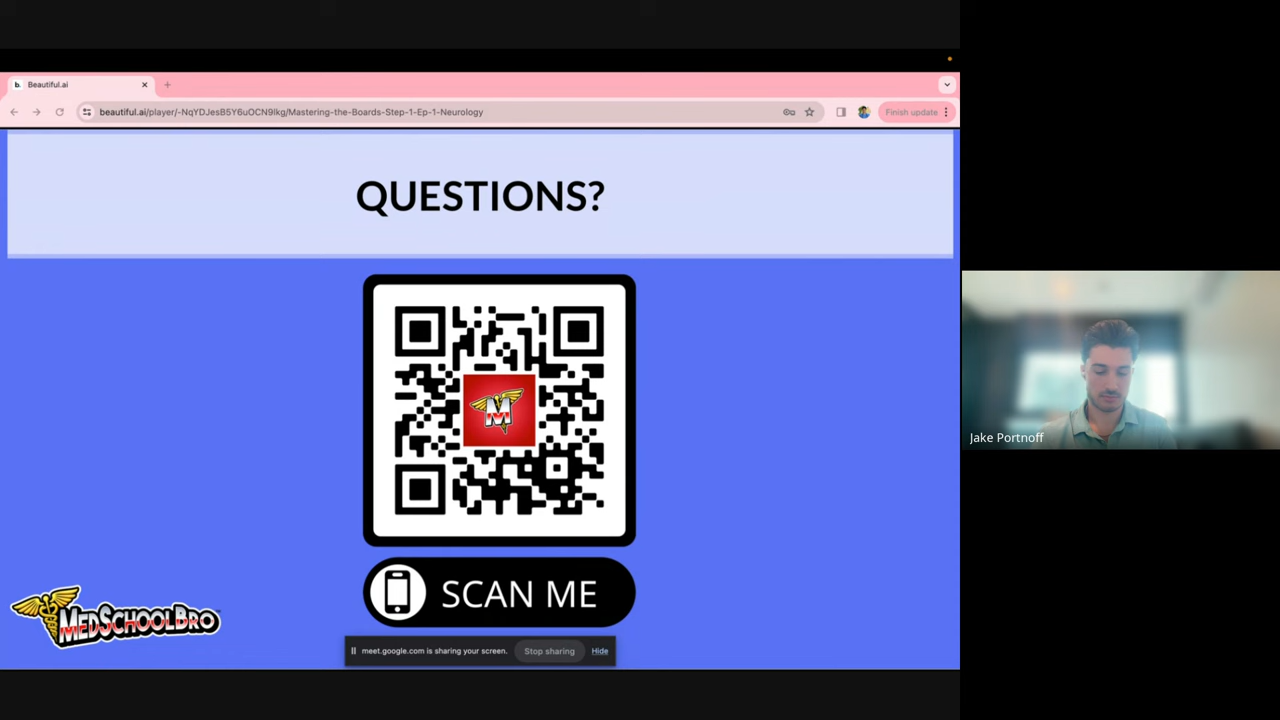 b. Beautiful.ai
beautiful.ai/player/-NqYDJesB5Y6uOCN9lkg/Mastering-the-Boards-Step-1-Ep-1-Neurology
Finish update
QUESTIONS?
M
SCAN ME
MEDSCHOOLBRO
meet.google.com is sharing your screen. Stop sharing Hide
Jake Portnoff